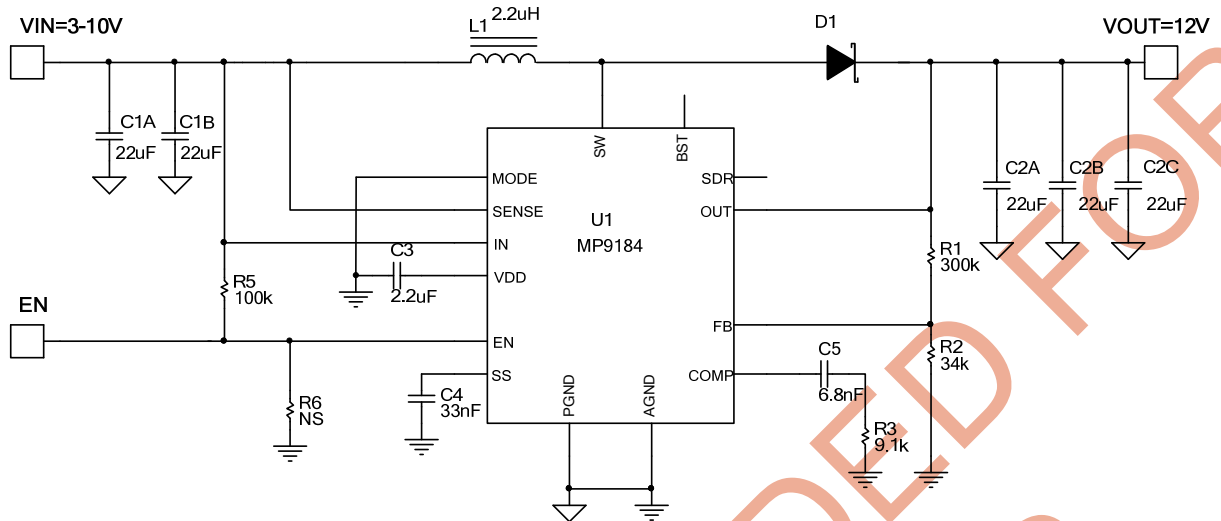 VIN=3-10V
L1
2.2uH
D1
VOUT=12V
C1A
22uF
C1B
22uF
SW
BST
MODE
SENSE
IN
VDD
EN
SS
PGND
AGND
SDR
OUT
FB
COMP
U1
MP9184
C2A
22uF
C2B
22uF
C2C
22uF
C3
2.2uF
R1
300k
R5
100k
EN
R2
34k
C5
6.8nF
R6
NS
C4
33nF
R3
9.1k
DED FOR